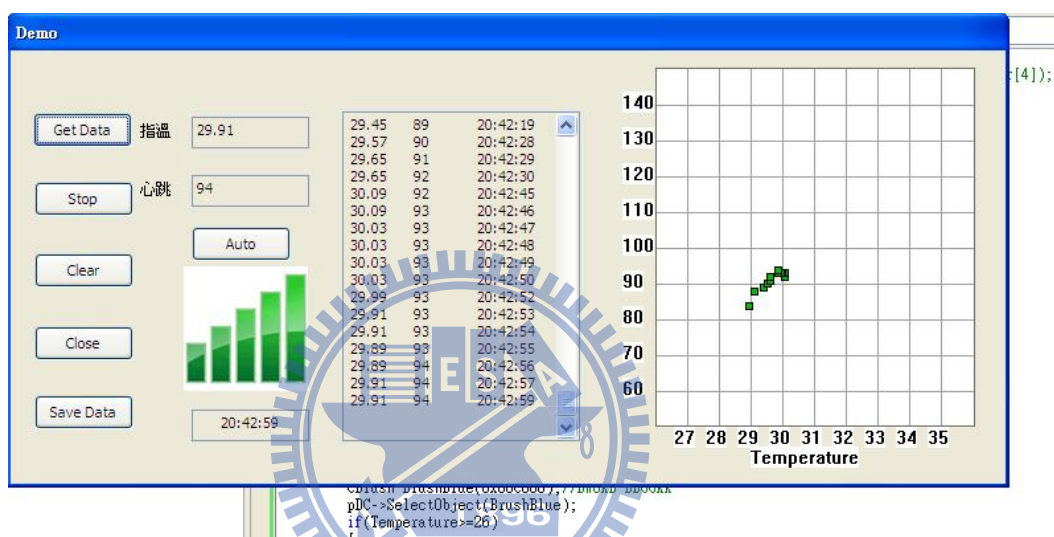 Demo
r[4]);
Get Data
指溫
29.91
Stop
心跳
94
Auto
Clear
Close
Save Data
20:42:59
29.45 89 20:42:19
29.57 90 20:42:28
29.65 91 20:42:29
29.65 92 20:42:30
30.09 92 20:42:45
30.09 93 20:42:46
30.03 93 20:42:47
30.03 93 20:42:48
30.03 93 20:42:49
30.03 93 20:42:50
29.99 93 20:42:52
29.91 93 20:42:53
29.91 93 20:42:54
29.89 93 20:42:55
29.89 94 20:42:56
29.91 94 20:42:57
29.91 94 20:42:59
140
130
120
110
100
90
80
70
60
27 28 29 30 31 32 33 34 35
Temperature
pDC->SelectObject(BrushBlue);
if(Temperature>=26)
{
ES
1896